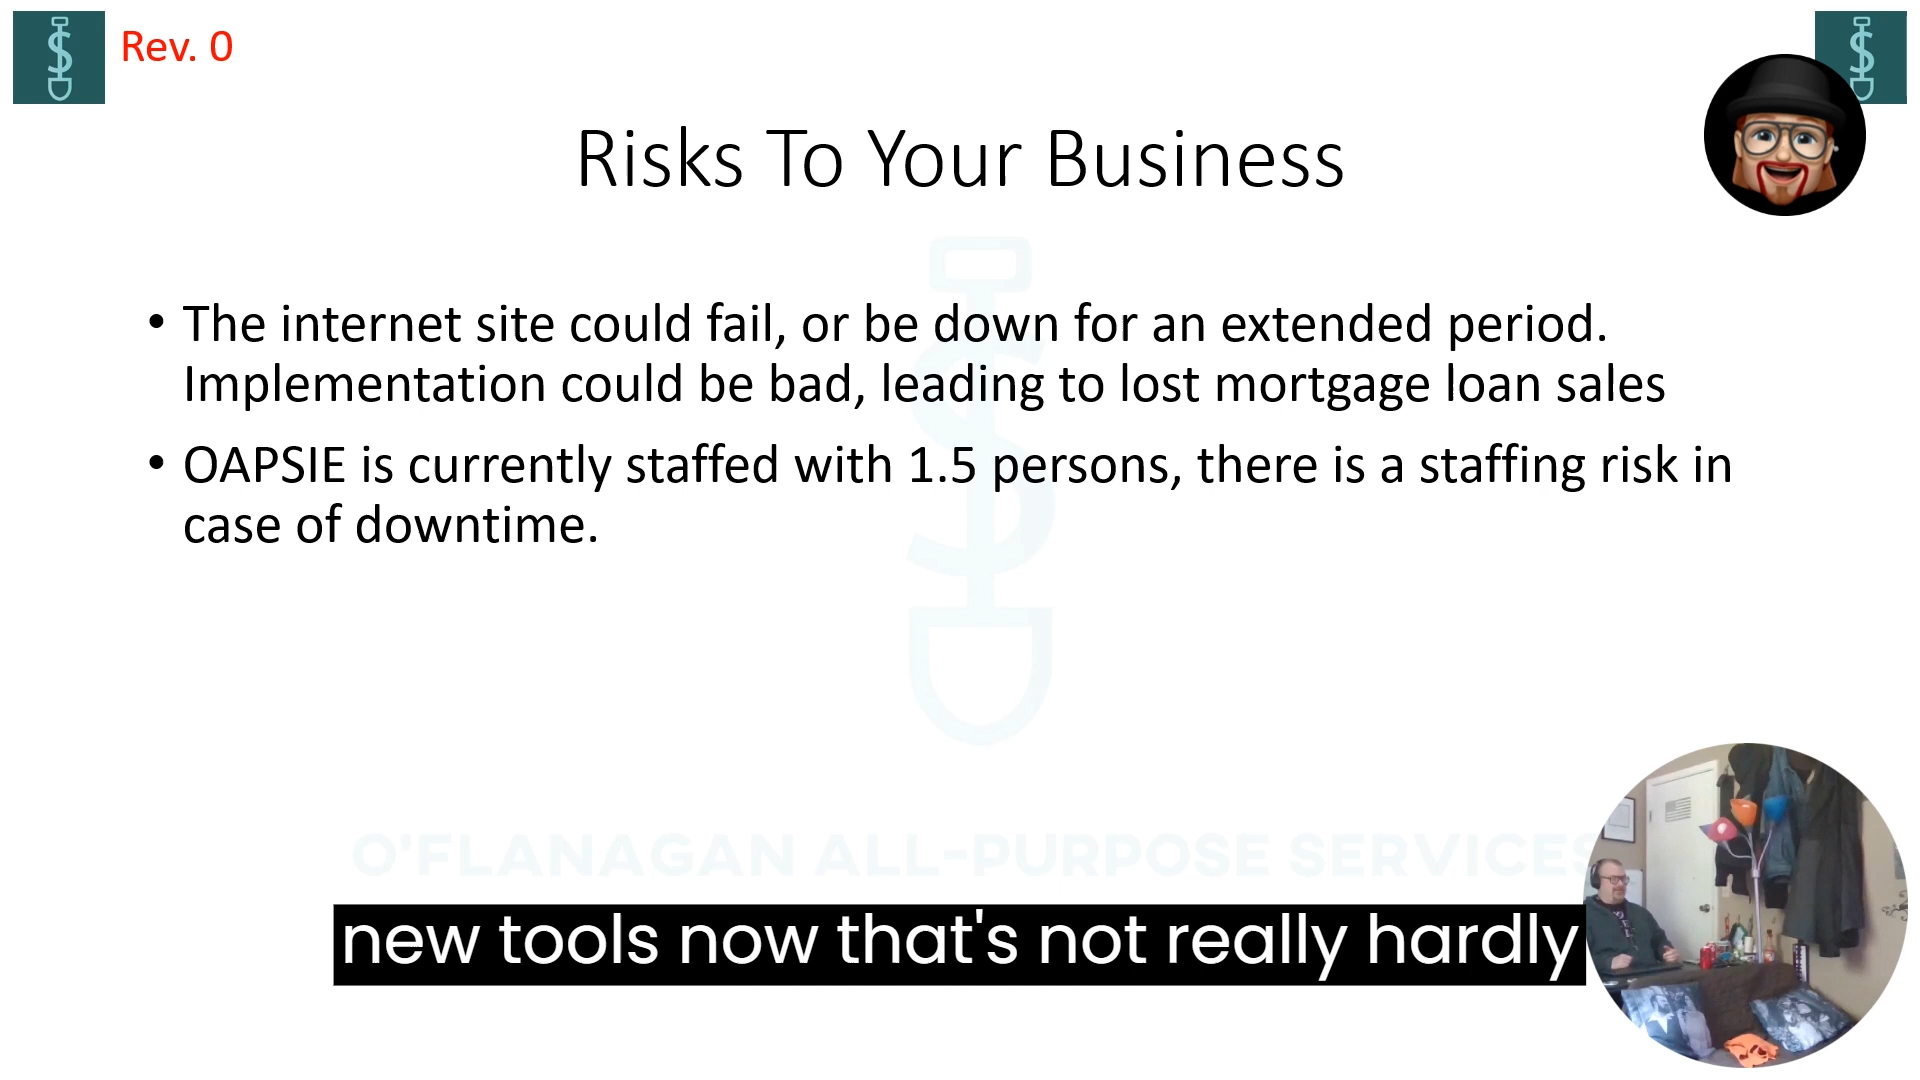 Rev. 0
Risks To Your Business
• The internet site could fail, or be down for an extended period.
Implementation could be bad, leading to lost mortgage loan sales
• OAPSIE is currently staffed with 1.5 persons, there is a staffing risk in
case of downtime.
O'FLANAGAN ALL-PURPOSE SERVICES
new tools now that's not really hardly